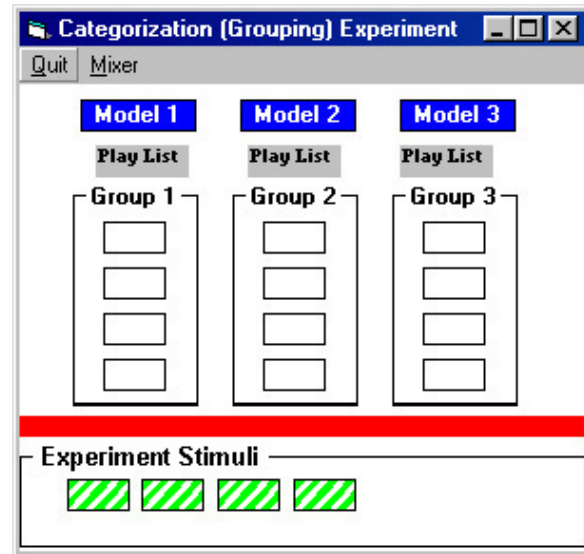 Categorization (Grouping) Experiment
Quit Mixer
Model 1 Model 2 Model 3
Play List Play List Play List
Group 1 Group 2 Group 3
Experiment Stimuli